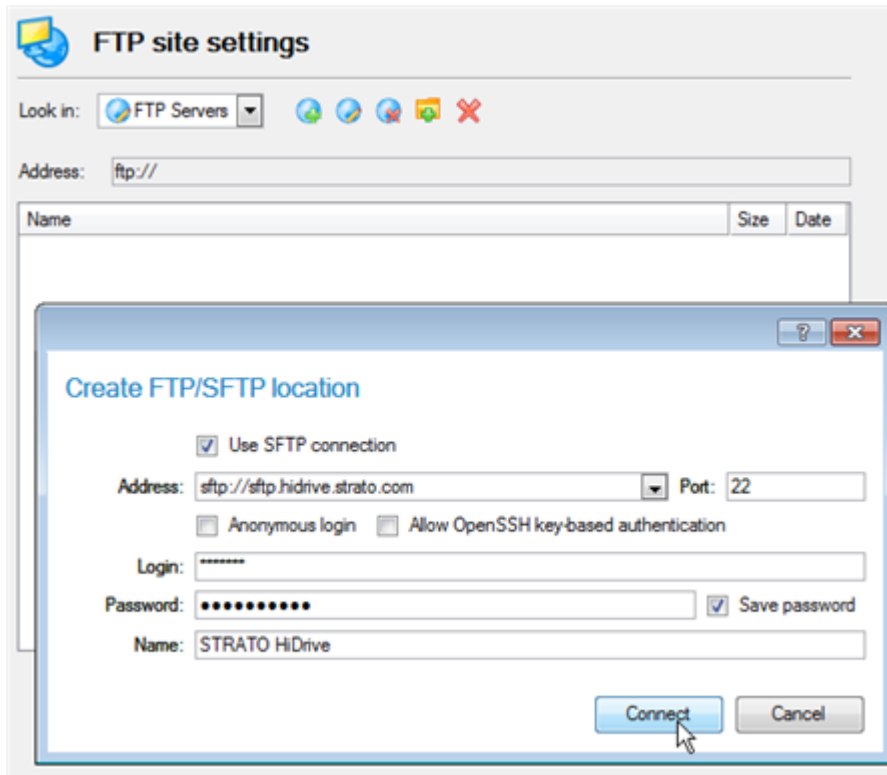 FTP site settings
Look in: FTP Servers
Address: ftp://
Name Size Date
?
Create FTP/SFTP location
Use SFTP connection
Address: sftp://sftp.hidrive.strato.com Port: 22
Anonymous login Allow OpenSSH key-based authentication
Login: *******
Password: ●●●●●●●●●● Save password
Name: STRATO HiDrive
Connect Cancel